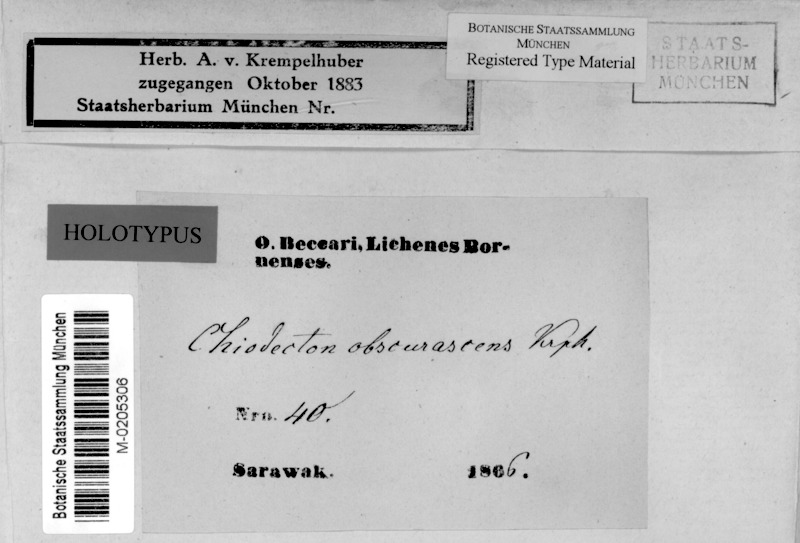 Herb. A. v. Krempelhuber
zugegangen Oktober 1883
Staatsherbarium München Nr.
BOTANISCHE STAATSSAMMLUNG
MÜNCHEN
Registered Type Material
STAATS-
HERBARIUM
MÜNCHEN
HOLOTYPUS
O. Beccari, Lichenes Bor-
nenses.
Chiodecton obscurascens Krph.
Nro. 40.
Sarawak. 1866.
Botanische Staatssammlung München
M-0205306